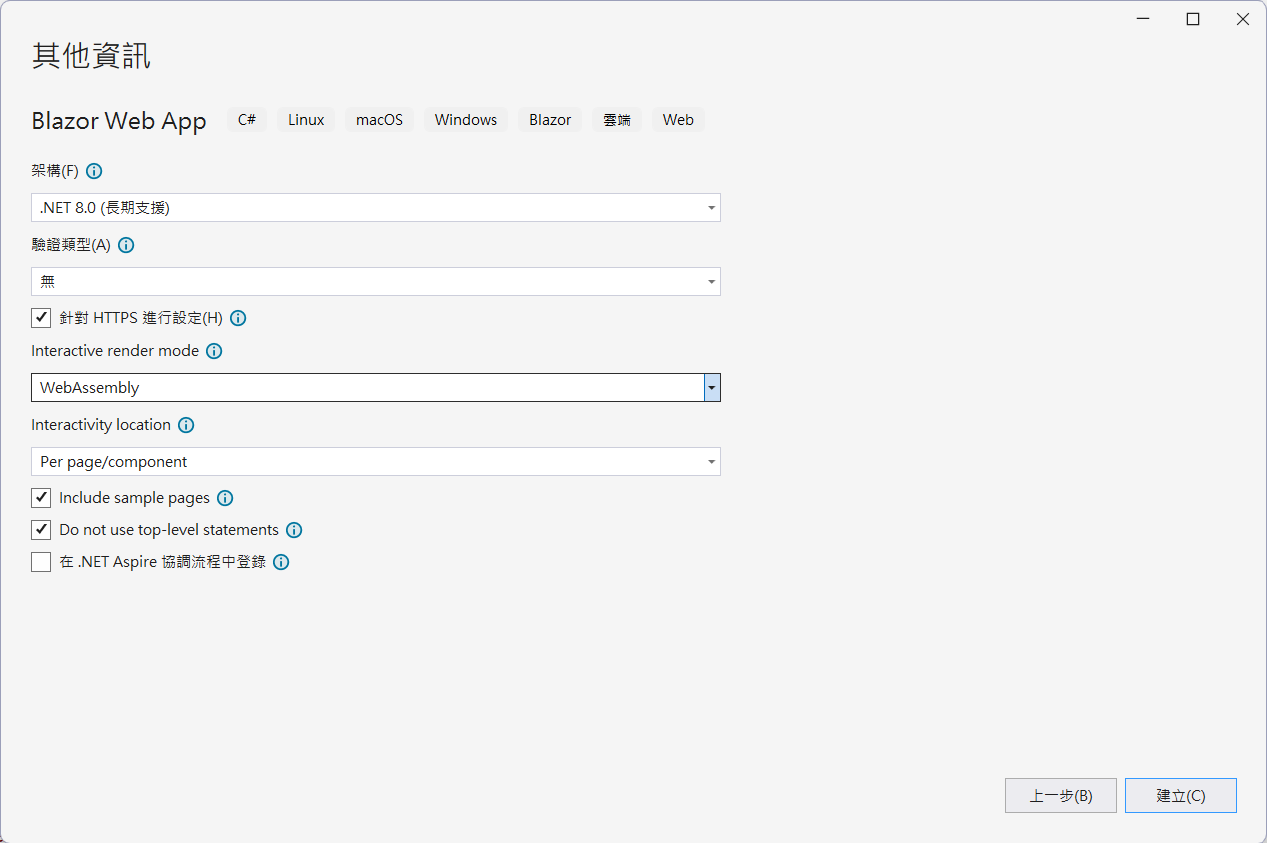 其他資訊
Blazor Web App C# Linux macOS Windows Blazor 雲端 Web
架構(F)
.NET 8.0 (長期支援)
驗證類型(A)
無
針對 HTTPS 進行設定(H)
Interactive render mode
WebAssembly
Interactivity location
Per page/component
Include sample pages
Do not use top-level statements
在 .NET Aspire 協調流程中登錄
上一步(B) 建立(C)